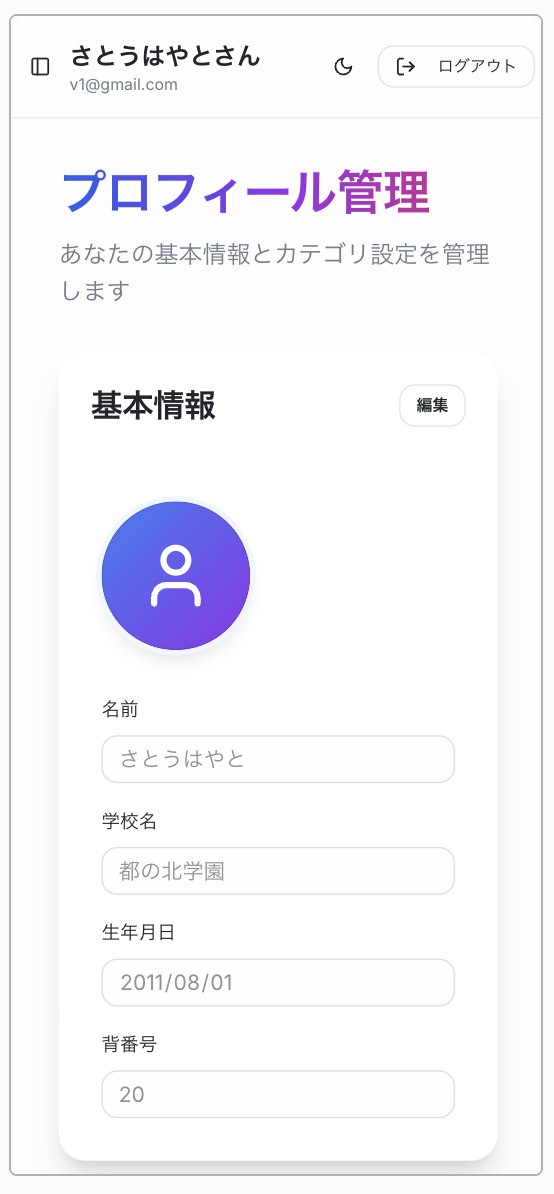 さとうはやとさん
v1@gmail.com
ログアウト
プロフィール管理
あなたの基本情報とカテゴリ設定を管理
します
基本情報
編集
名前
さとうはやと
学校名
都の北学園
生年月日
2011/08/01
背番号
20